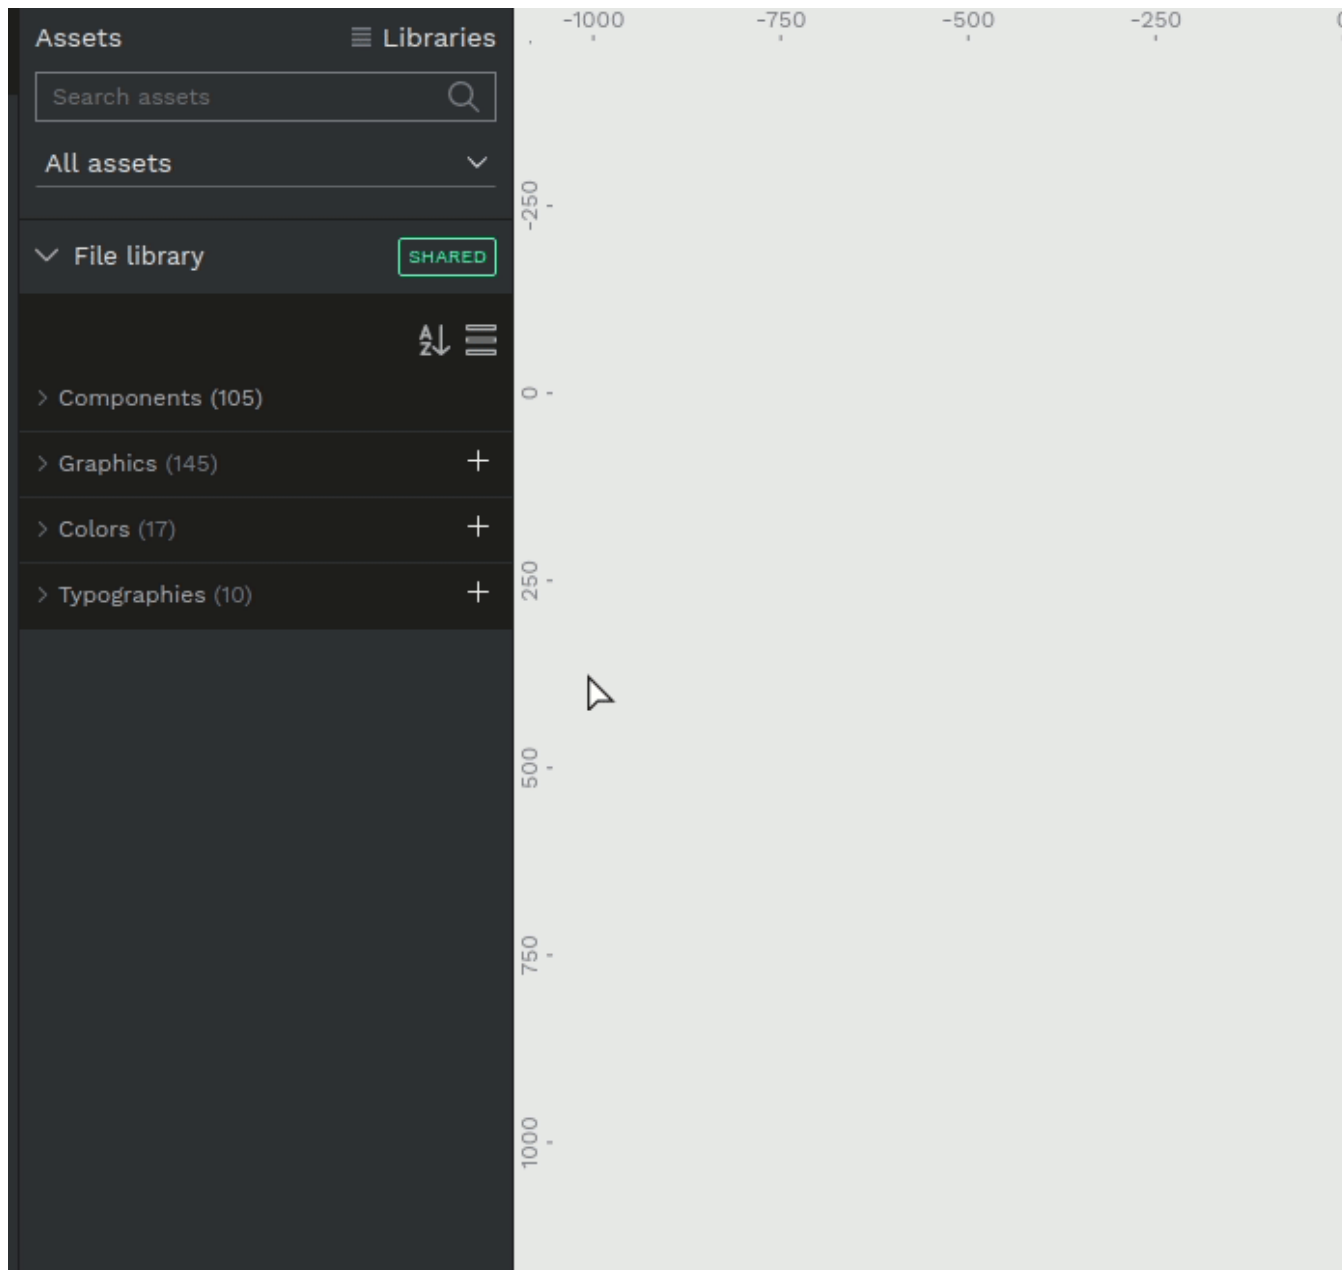 Assets
Libraries
Search assets
All assets
File library
SHARED
Components (105)
Graphics (145)
Colors (17)
Typographies (10)
-1000
-750
-500
-250
-250
0
250
500
750
1000